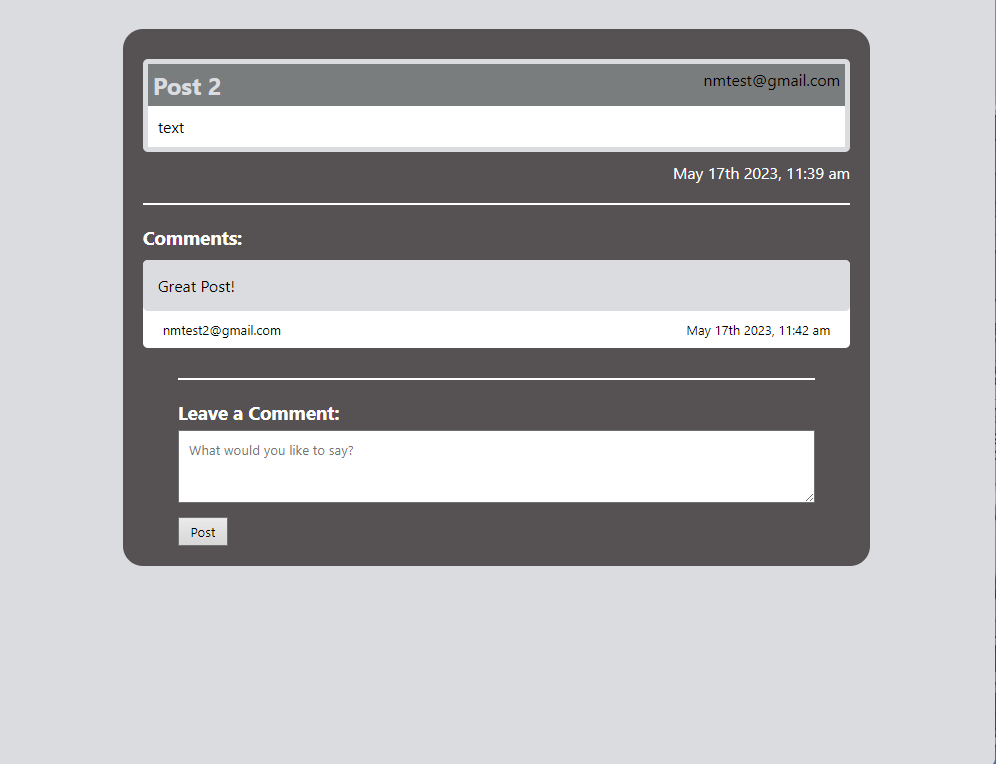 Post 2 nmtest@gmail.com
text
May 17th 2023, 11:39 am
Comments:
Great Post!
nmtest2@gmail.com May 17th 2023, 11:42 am
Leave a Comment:
What would you like to say?
Post